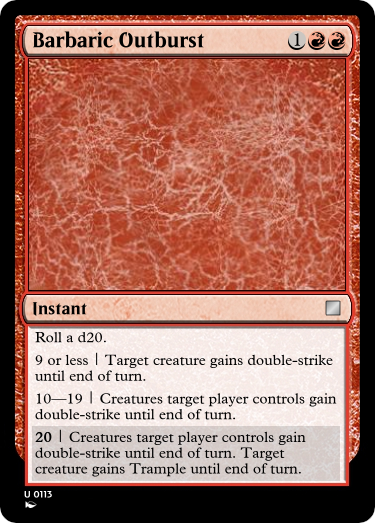 Barbaric Outburst 1
Instant
Roll a d20.
9 or less | Target creature gains double-strike
until end of turn.
10—19 | Creatures target player controls gain
double-strike until end of turn.
20 | Creatures target player controls gain
double-strike until end of turn. Target
creature gains Trample until end of turn.
U 0113